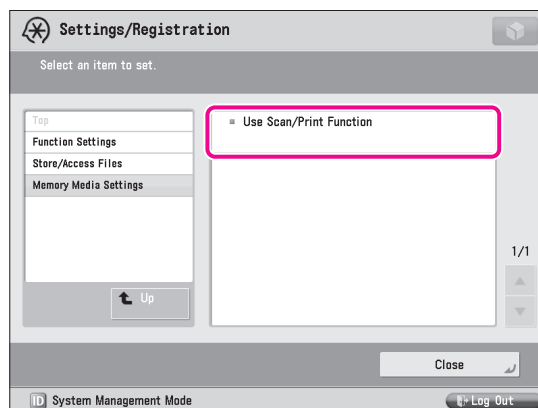 Settings/Registration
Select an item to set.
Top
Function Settings
Store/Access Files
Memory Media Settings
Up
Use Scan/Print Function
1/1
Close
ID System Management Mode
Log Out